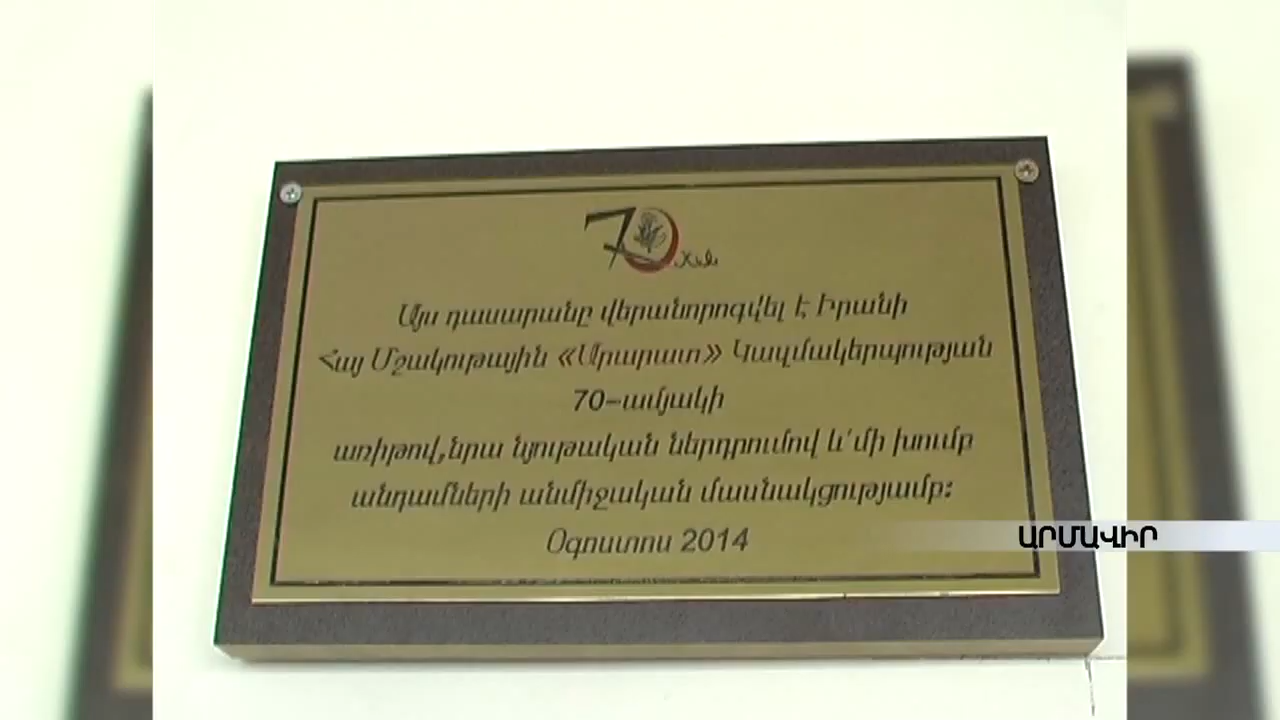 70
Այս դասարանը վերանորոգվել է Իրանի
Հայ Մշակութային «Արարատ» Կազմակերպության
70-ամյակի
առիթով,նրա նյութական ներդրումով և՛մի խումբ
անդամների անմիջական մասնակցությամբ:
Օգոստոս 2014
ԱՐՄԱՎԻՐ